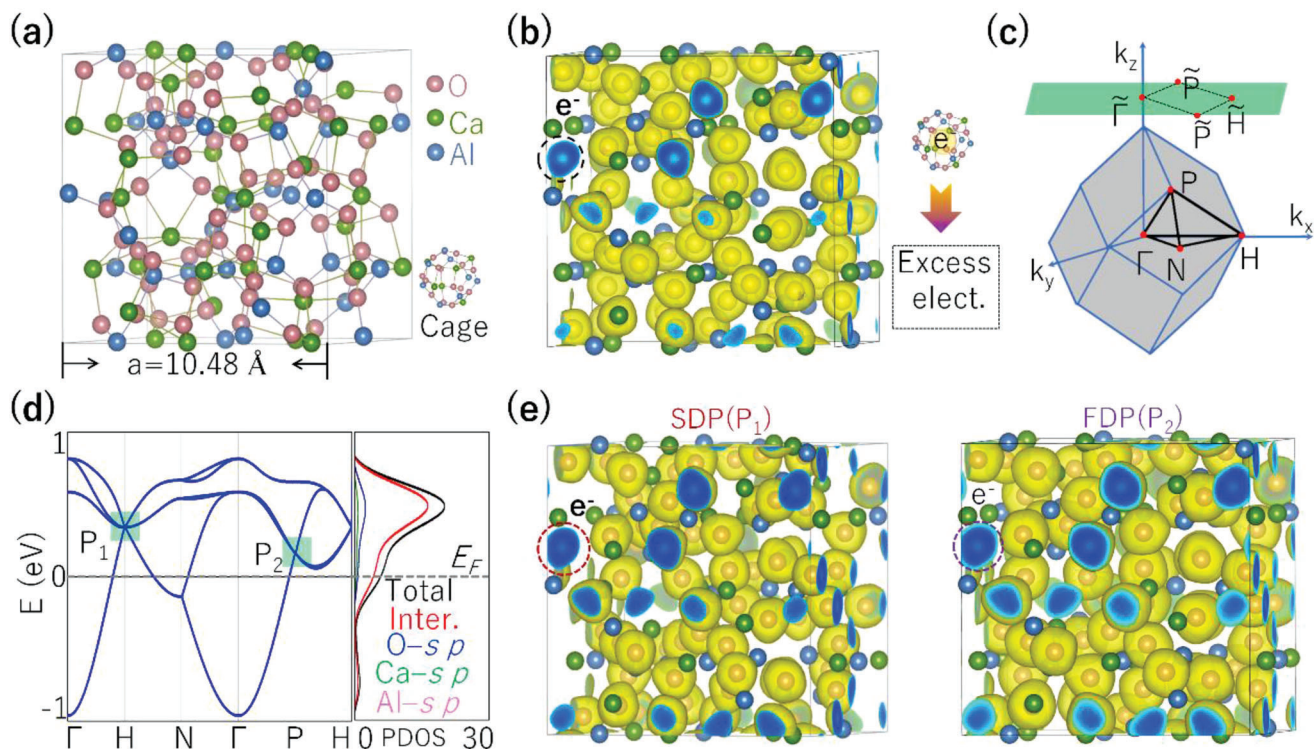 (a)
O
Ca
Al
Cage
a=10.48 Å
(b)
e⁻
e⁻
Excess
elect.
(c)
k_z
P̃
Γ̃
H̃
P̃
P
k_x
Γ
N
H
k_y
(d)
1
E (eV)
0
-1
P₁
P₂
E_F
Total
Inter.
O-s p
Ca-s p
Al-s p
Γ H N Γ P H
0 PDOS 30
(e)
SDP(P₁)
e⁻
FDP(P₂)
e⁻